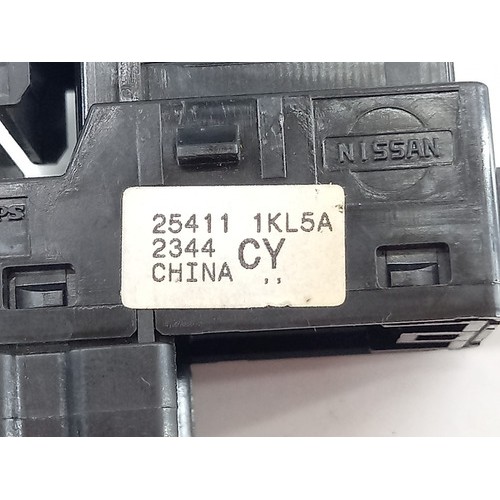 NISSAN
25411 1KL5A
2344 CY
CHINA ,,